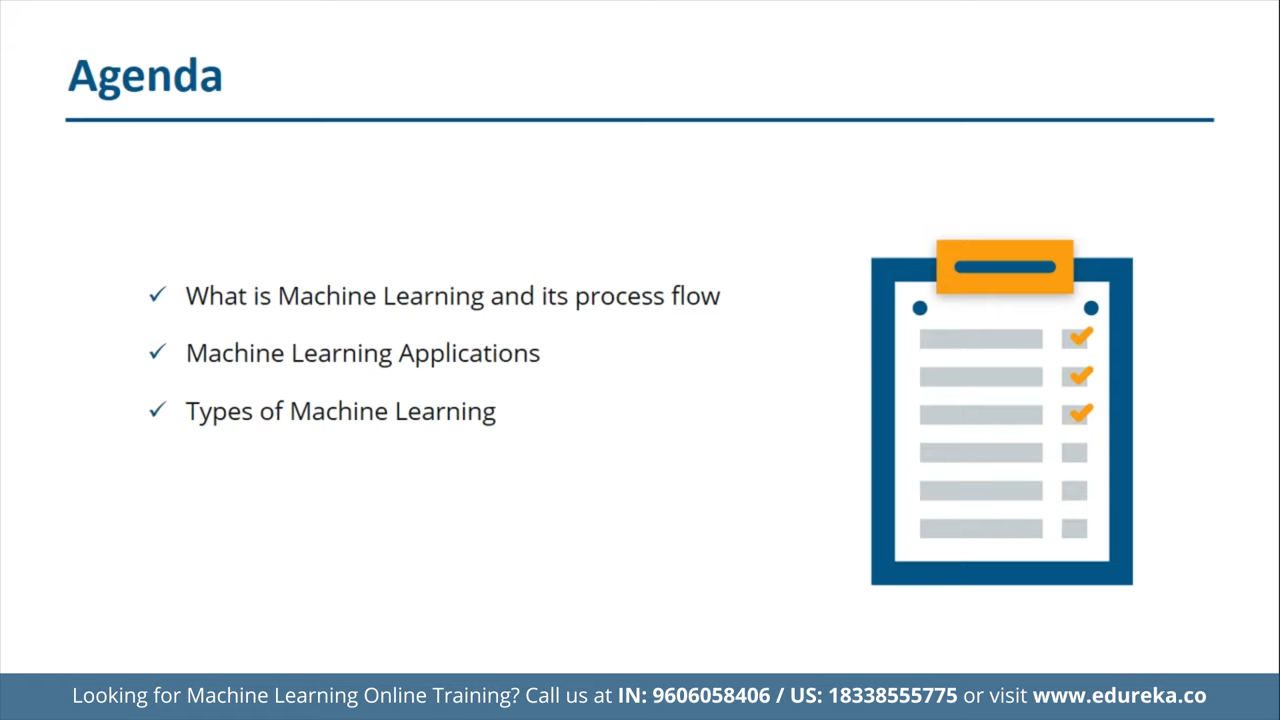 Agenda
What is Machine Learning and its process flow
Machine Learning Applications
Types of Machine Learning
Looking for Machine Learning Online Training? Call us at IN: 9606058406 / US: 18338555775 or visit www.edureka.co